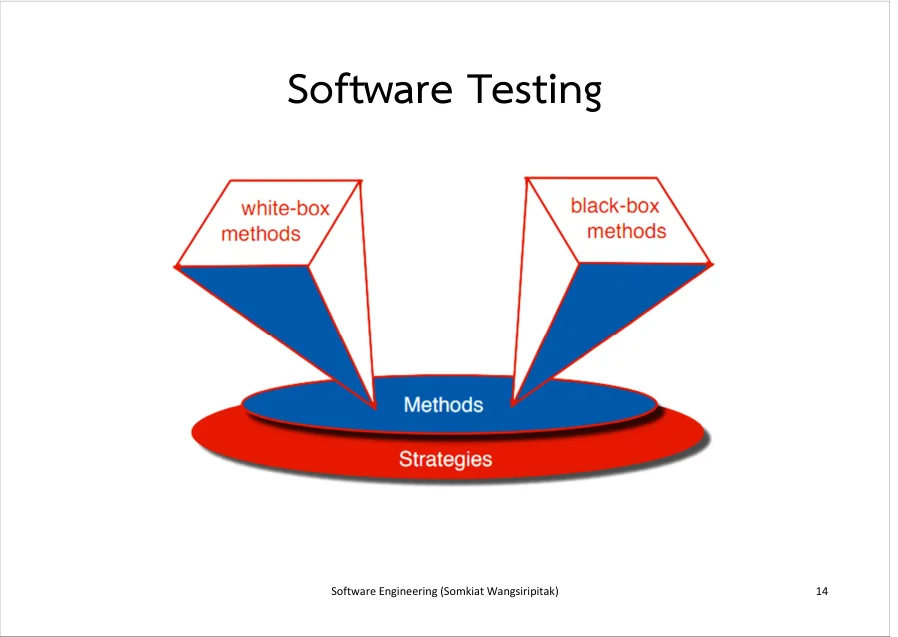 Software Testing
white-box
methods
black-box
methods
Methods
Strategies
Software Engineering (Somkiat Wangsiripitak)
14